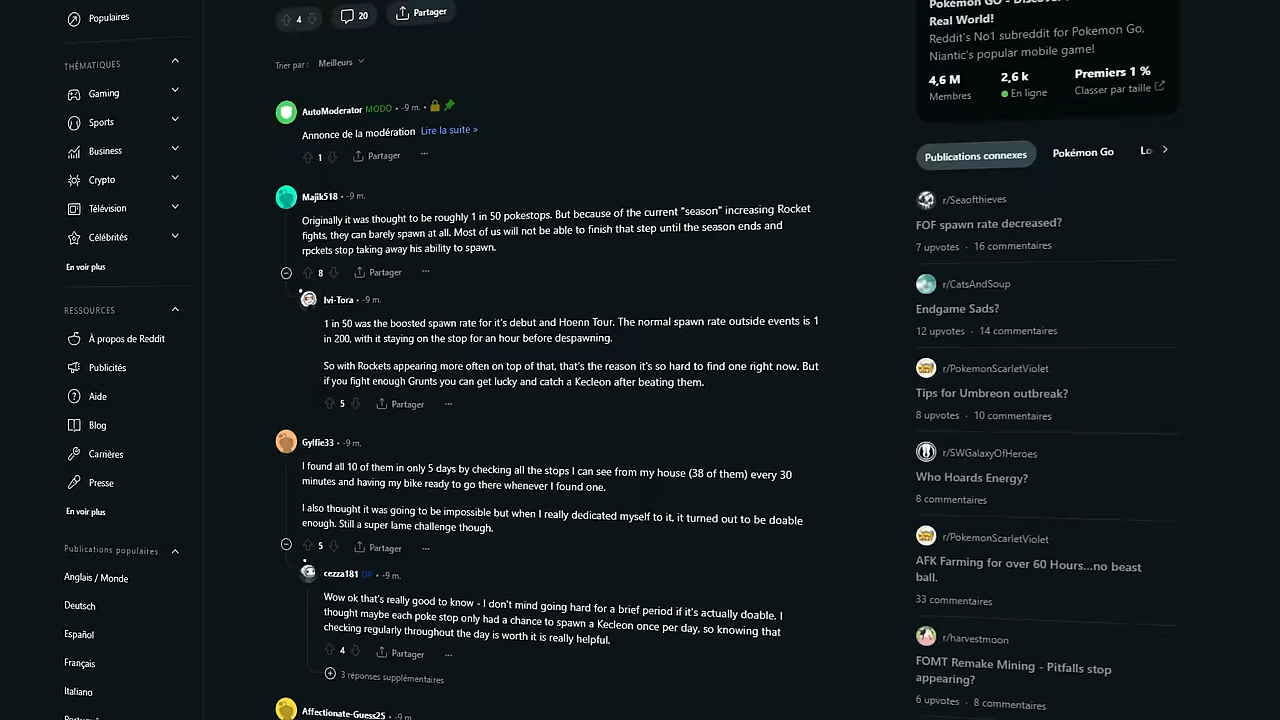 Populaires
THÉMATIQUES
Gaming
Sports
Business
Crypto
Télévision
Célébrités
En voir plus
RESSOURCES
À propos de Reddit
Publicités
Aide
Blog
Carrières
Presse
En voir plus
Publications populaires
Anglais / Monde
Deutsch
Español
Français
Italiano
4
20
Partager
Trier par :
Meilleurs
AutoModerator MODO • -9 m. •
Annonce de la modération Lire la suite »
1
Partager
...
Majik518 • -9 m.
Originally it was thought to be roughly 1 in 50 pokestops. But because of the current "season" increasing Rocket
fights, they can barely spawn at all. Most of us will not be able to finish that step until the season ends and
rpckets stop taking away his ability to spawn.
8
Partager
...
Ivi-Tora • -9 m.
1 in 50 was the boosted spawn rate for it's debut and Hoenn Tour. The normal spawn rate outside events is 1
in 200, with it staying on the stop for an hour before despawning.
So with Rockets appearing more often on top of that, that's the reason it's so hard to find one right now. But
if you fight enough Grunts you can get lucky and catch a Kecleon after beating them.
5
Partager
...
Gylfie33 • -9 m.
I found all 10 of them in only 5 days by checking all the stops I can see from my house (38 of them) every 30
minutes and having my bike ready to go there whenever I found one.
I also thought it was going to be impossible but when I really dedicated myself to it, it turned out to be doable
enough. Still a super lame challenge though.
5
Partager
...
cezza181 OP • -9 m.
Wow ok that's really good to know - I don't mind going hard for a brief period if it's actually doable. I
thought maybe each poke stop only had a chance to spawn a Kecleon once per day, so knowing that
checking regularly throughout the day is worth it is really helpful.
4
Partager
...
3 réponses supplémentaires
Affectionate-Guess25 • -9 m.
Pokemon GO - Discover
Real World!
Reddit's No1 subreddit for Pokemon Go,
Niantic's popular mobile game!
4,6 M
Membres
2,6 k
En ligne
Premiers 1 %
Classer par taille
Publications connexes
Pokémon Go
Lo
r/Seaofthieves
FOF spawn rate decreased?
7 upvotes · 16 commentaires
r/CatsAndSoup
Endgame Sads?
12 upvotes · 14 commentaires
r/PokemonScarletViolet
Tips for Umbreon outbreak?
8 upvotes · 10 commentaires
r/SWGalaxyOfHeroes
Who Hoards Energy?
8 commentaires
r/PokemonScarletViolet
AFK Farming for over 60 Hours...no beast
ball.
33 commentaires
r/harvestmoon
FOMT Remake Mining - Pitfalls stop
appearing?
6 upvotes · 8 commentaires